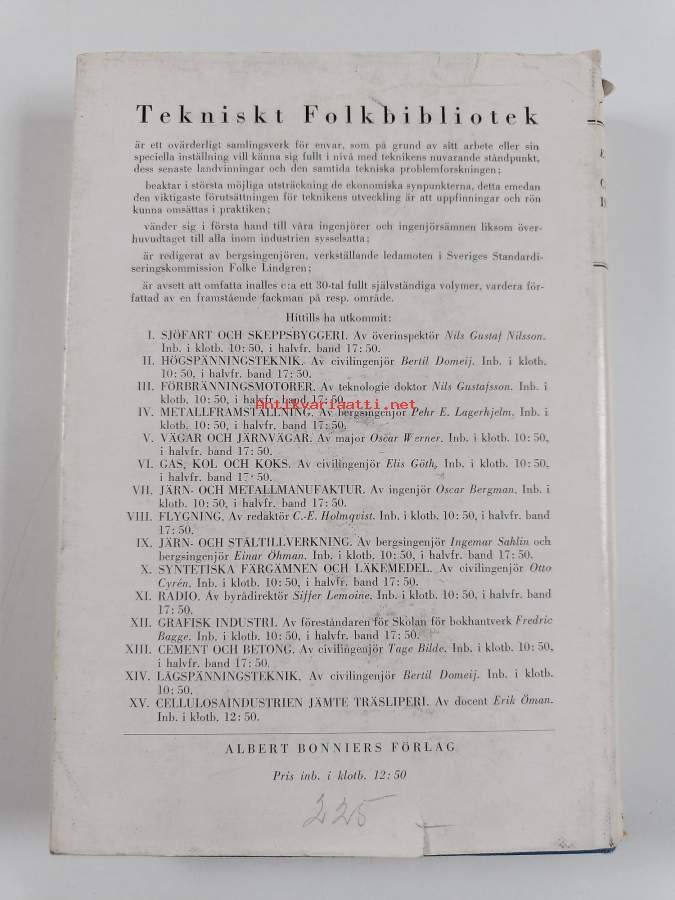 Tekniskt Folkbibliotek
är ett ovärderligt samlingsverk för envar, som på grund av sitt arbete eller sin
speciella inställning vill känna sig fullt i nivå med teknikens nuvarande ståndpunkt,
dess senaste landvinningar och den samtida tekniska problemforskningen;
beaktar i största möjliga utsträckning de ekonomiska synpunkterna, detta emedan
den viktigaste förutsättningen för teknikens utveckling är att uppfinningar och rön
kunna omsättas i praktiken;
vänder sig i första hand till våra ingenjörer och ingenjörsämnen liksom över-
huvudtaget till alla inom industrien sysselsatta;
är redigerat av bergsingenjören, verkställande ledamoten i Sveriges Standardi-
seringskommission Folke Lindgren;
är avsett att omfatta inalles c:a ett 30-tal fullt självständiga volymer, vardera för-
fattad av en framstående fackman på resp. område.
Hittills ha utkommit:
I. SJÖFART OCH SKEPPSBYGGERI. Av överinspektör Nils Gustaf Nilsson.
Inb. i klotb. 10:50, i halvfr. band 17:50.
II. HÖGSPÄNNINGSTEKNIK. Av civilingenjör Bertil Domeij. Inb. i klotb.
10:50, i halvfr. band 17:50.
III. FÖRBRÄNNINGSMOTORER. Av teknologie doktor Nils Gustafsson. Inb. i
klotb. 10:50, i halvfr. band 17:50.
Antikvariaatti.net
IV. METALLFRAMSTÄLLNING. Av bergsingenjör Pehr E. Lagerhjelm. Inb. i
klotb. 10:50, i halvfr. band 17:50.
V. VÄGAR OCH JÄRNVÄGAR. Av major Oscar Werner. Inb. i klotb. 10:50,
i halvfr. band 17:50.
VI. GAS, KOL OCH KOKS. Av civilingenjör Elis Göth, Inb. i klotb. 10:50,
i halvfr. band 17·50.
VII. JÄRN- OCH METALLMANUFAKTUR. Av ingenjör Oscar Bergman. Inb. i
klotb. 10:50, i halvfr. band 17:50.
VIII. FLYGNING. Av redaktör C.-E. Holmqvist. Inb. i klotb. 10:50, i halvfr. band
17:50.
IX. JÄRN- OCH STÅLTILLVERKNING. Av bergsingenjör Ingemar Sahlin och
bergsingenjör Einar Öhman. Inb. i klotb. 10:50, i halvfr. band 17:50.
X. SYNTETISKA FÄRGÄMNEN OCH LÄKEMEDEL. Av civilingenjör Otto
Cyrén. Inb. i klotb. 10:50, i halvfr. band 17:50.
XI. RADIO. Av byrådirektör Siffer Lemoine. Inb. i klotb. 10:50, i halvfr. band
17:50.
XII. GRAFISK INDUSTRI. Av föreståndaren för Skolan för bokhantverk Fredric
Bagge. Inb. i klotb. 10:50, i halvfr. band 17:50.
XIII. CEMENT OCH BETONG. Av civilingenjör Tage Bilde. Inb. i klotb. 10:50,
i halvfr. band 17:50.
XIV. LÅGSPÄNNINGSTEKNIK. Av civilingenjör Bertil Domeij. Inb. i klotb.
10:50.
XV. CELLULOSAINDUSTRIEN JÄMTE TRÄSLIPERI. Av docent Erik Öman.
Inb. i klotb. 12:50.
ALBERT BONNIERS FÖRLAG
Pris inb. i klotb. 12:50
225